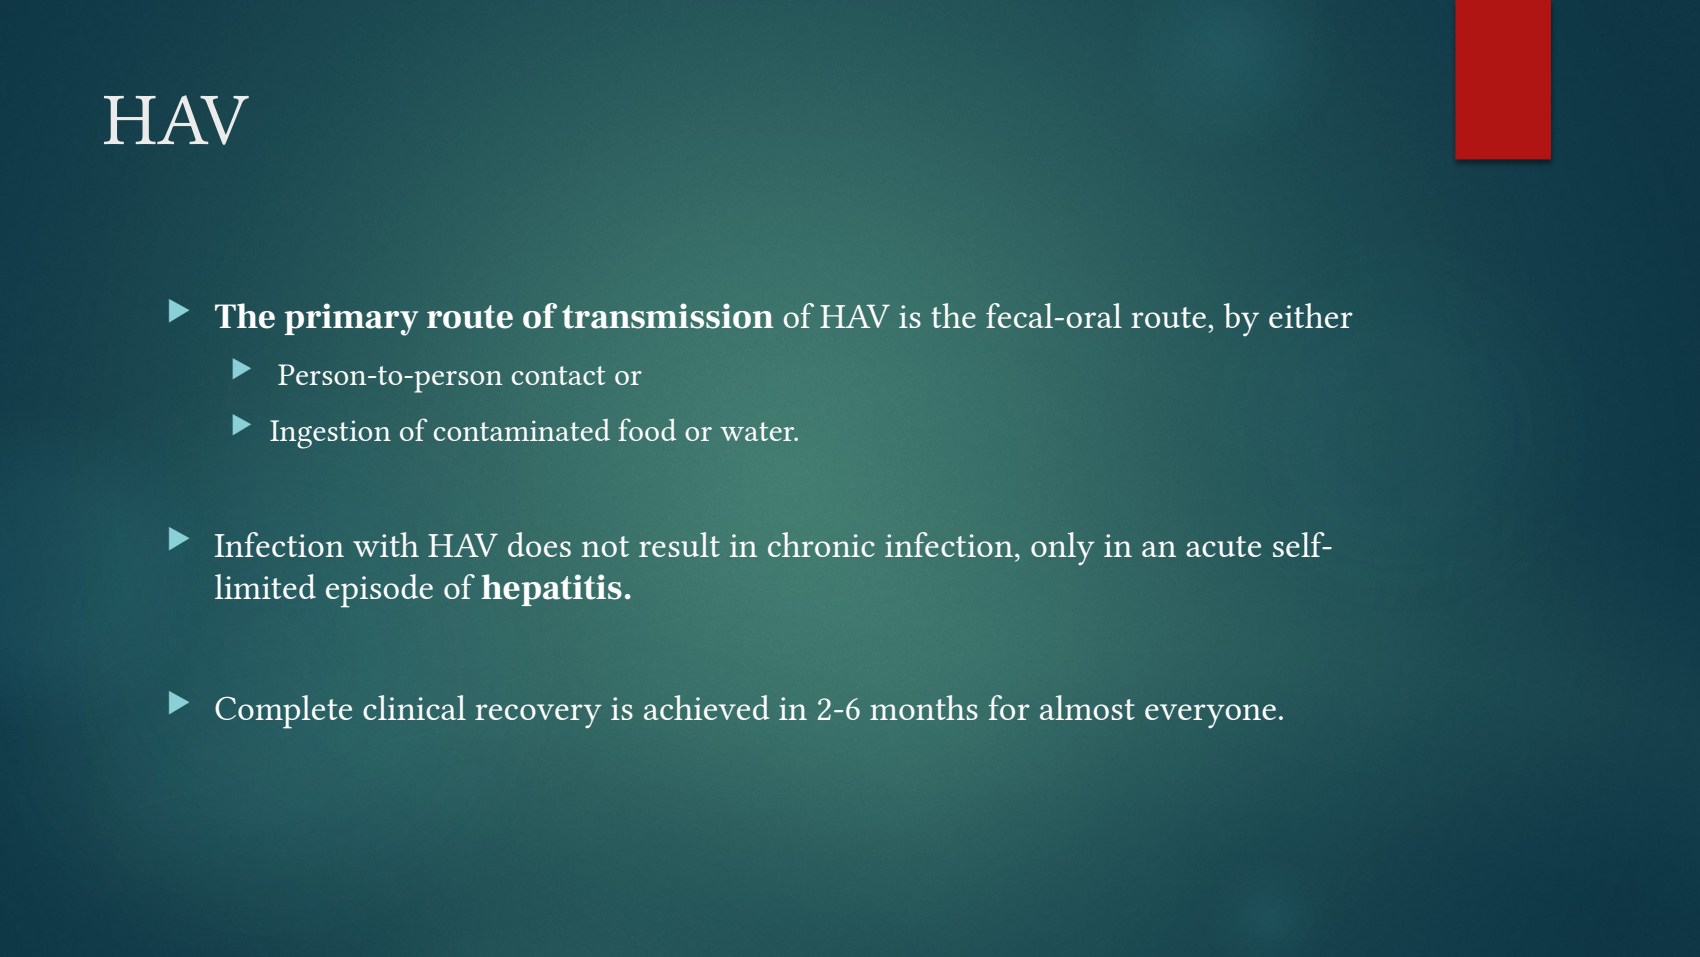 HAV
The primary route of transmission of HAV is the fecal-oral route, by either
Person-to-person contact or
Ingestion of contaminated food or water.
Infection with HAV does not result in chronic infection, only in an acute self-
limited episode of hepatitis.
Complete clinical recovery is achieved in 2-6 months for almost everyone.